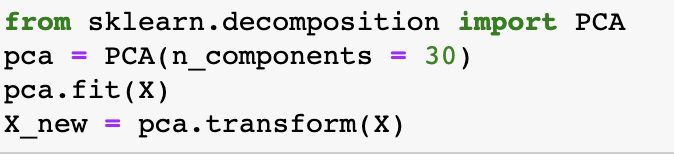 from sklearn.decomposition import PCA
pca = PCA(n_components = 30)
pca.fit(X)
X_new = pca.transform(X)